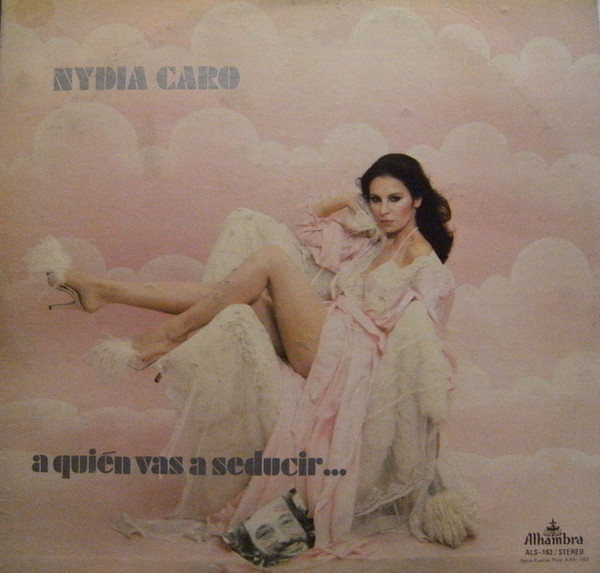 NYDIA CARO
a quién vas a seducir...
Alhambra
ALS-163 / STEREO